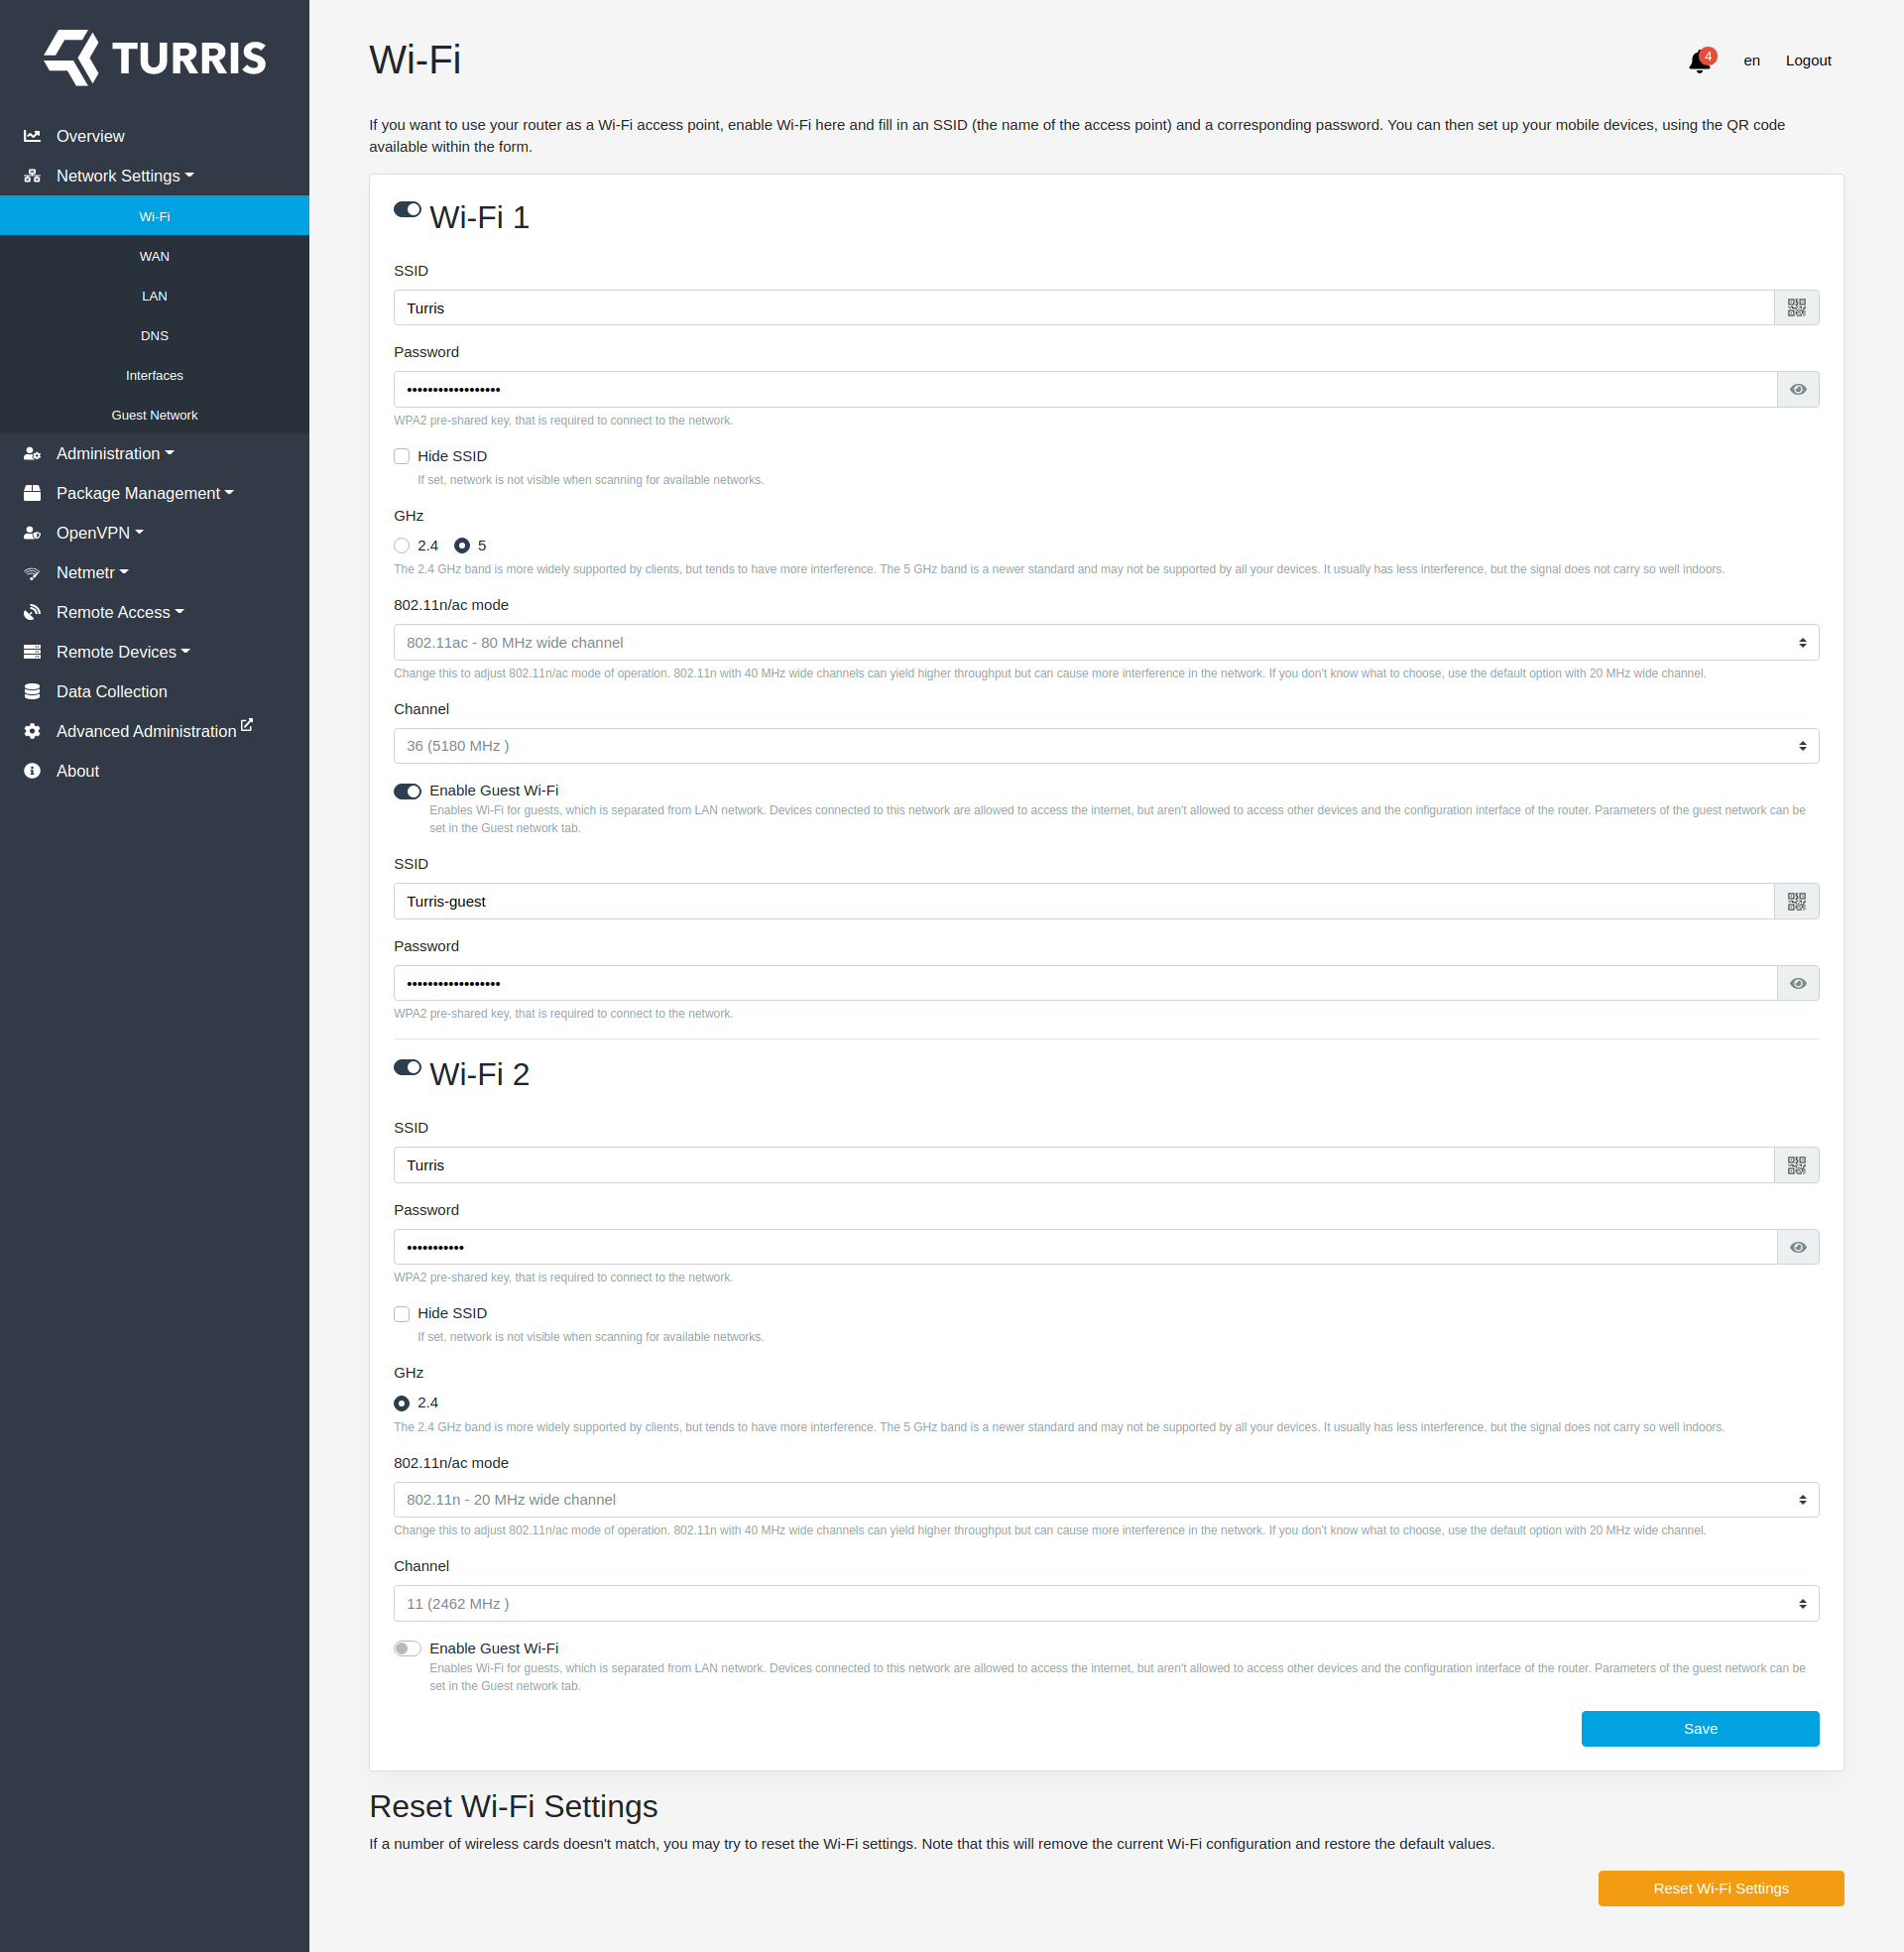 TURRIS
Overview
Network Settings
Wi-Fi
WAN
LAN
DNS
Interfaces
Guest Network
Administration
Package Management
OpenVPN
Netmetr
Remote Access
Remote Devices
Data Collection
Advanced Administration
About
Wi-Fi
4
en
Logout
If you want to use your router as a Wi-Fi access point, enable Wi-Fi here and fill in an SSID (the name of the access point) and a corresponding password. You can then set up your mobile devices, using the QR code
available within the form.
Wi-Fi 1
SSID
Turris
Password
••••••••••••••••••
WPA2 pre-shared key, that is required to connect to the network.
Hide SSID
If set, network is not visible when scanning for available networks.
GHz
2.4 5
The 2.4 GHz band is more widely supported by clients, but tends to have more interference. The 5 GHz band is a newer standard and may not be supported by all your devices. It usually has less interference, but the signal does not carry so well indoors.
802.11n/ac mode
802.11ac - 80 MHz wide channel
Change this to adjust 802.11n/ac mode of operation. 802.11n with 40 MHz wide channels can yield higher throughput but can cause more interference in the network. If you don't know what to choose, use the default option with 20 MHz wide channel.
Channel
36 (5180 MHz )
Enable Guest Wi-Fi
Enables Wi-Fi for guests, which is separated from LAN network. Devices connected to this network are allowed to access the internet, but aren't allowed to access other devices and the configuration interface of the router. Parameters of the guest network can be
set in the Guest network tab.
SSID
Turris-guest
Password
••••••••••••••••••
WPA2 pre-shared key, that is required to connect to the network.
Wi-Fi 2
SSID
Turris
Password
•••••••••••
WPA2 pre-shared key, that is required to connect to the network.
Hide SSID
If set, network is not visible when scanning for available networks.
GHz
2.4
The 2.4 GHz band is more widely supported by clients, but tends to have more interference. The 5 GHz band is a newer standard and may not be supported by all your devices. It usually has less interference, but the signal does not carry so well indoors.
802.11n/ac mode
802.11n - 20 MHz wide channel
Change this to adjust 802.11n/ac mode of operation. 802.11n with 40 MHz wide channels can yield higher throughput but can cause more interference in the network. If you don't know what to choose, use the default option with 20 MHz wide channel.
Channel
11 (2462 MHz )
Enable Guest Wi-Fi
Enables Wi-Fi for guests, which is separated from LAN network. Devices connected to this network are allowed to access the internet, but aren't allowed to access other devices and the configuration interface of the router. Parameters of the guest network can be
set in the Guest network tab.
Save
Reset Wi-Fi Settings
If a number of wireless cards doesn't match, you may try to reset the Wi-Fi settings. Note that this will remove the current Wi-Fi configuration and restore the default values.
Reset Wi-Fi Settings